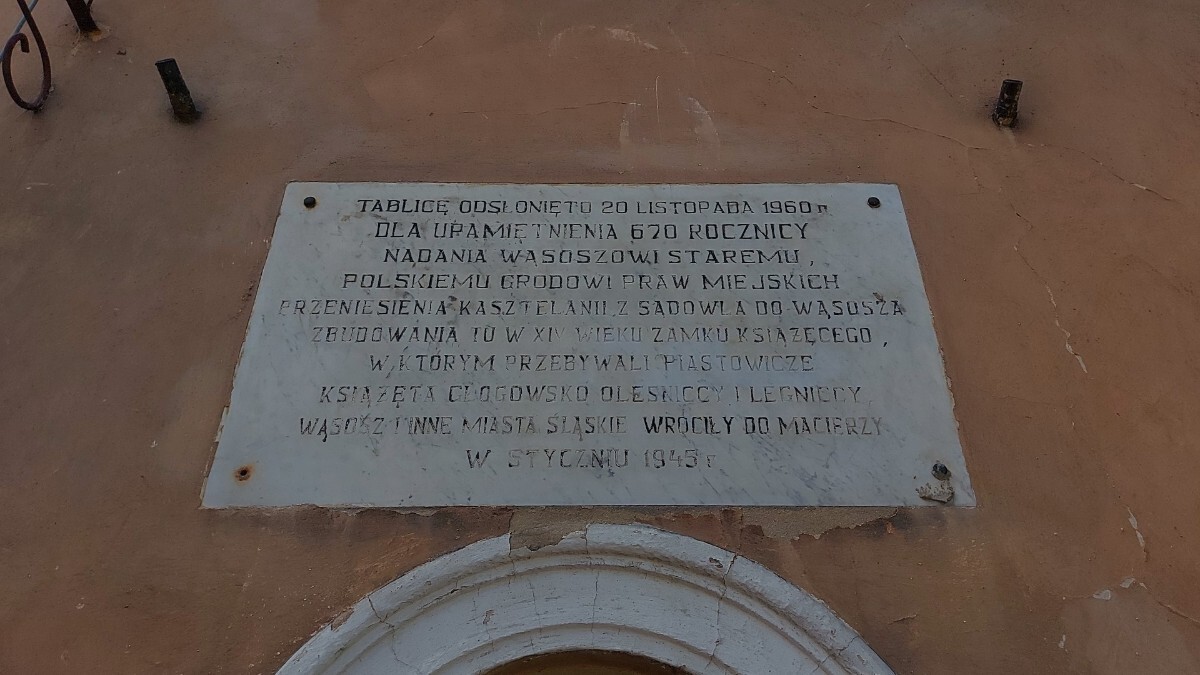 TABLICĘ ODSŁONIĘTO 20 LISTOPADA 1960 r.
DLA UPAMIĘTNIENIA 670 ROCZNICY
NADANIA WĄSOSZOWI STAREMU,
POLSKIEMU GRODOWI PRAW MIEJSKICH
PRZENIESIENIA KASZTELANII Z SADOWLA DO WĄSOSZA
ZBUDOWANIA TU W XIV WIEKU ZAMKU KSIĄŻĘCEGO,
W KTÓRYM PRZEBYWALI PIASTOWICZE
KSIĄŻĘTA GŁOGOWSKO OLEŚNICCY I LEGNICCY,
WĄSOSZ I INNE MIASTA ŚLĄSKIE WRÓCIŁY DO MACIERZY
W STYCZNIU 1945 r.